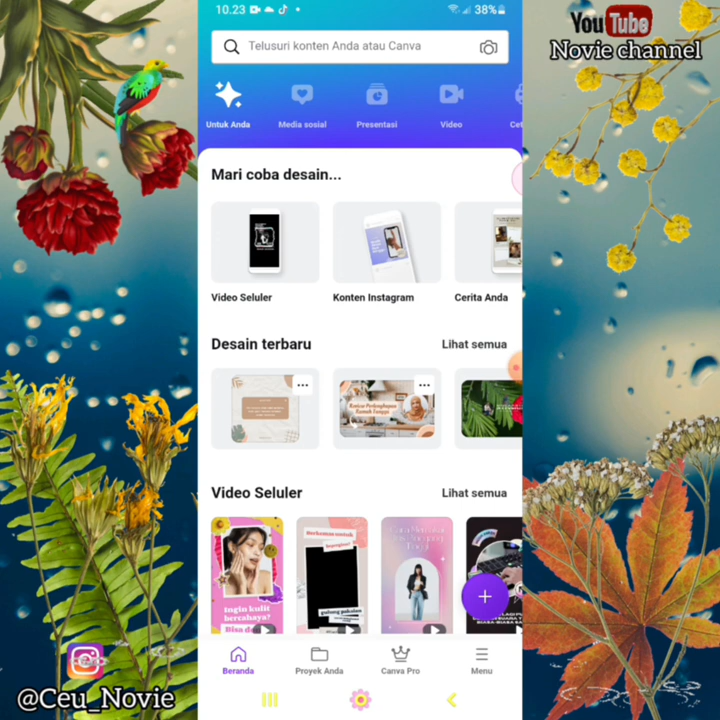 10.23
38%
YouTube
Novie channel
Telusuri konten Anda atau Canva
Untuk Anda
Media sosial
Presentasi
Video
Cet
Mari coba desain...
Video Seluler
Konten Instagram
Cerita Anda
Desain terbaru
Lihat semua
Video Seluler
Lihat semua
Ingin kulit
bercahaya?
Beranda
Proyek Anda
Canva Pro
Menu
@Ceu_Novie